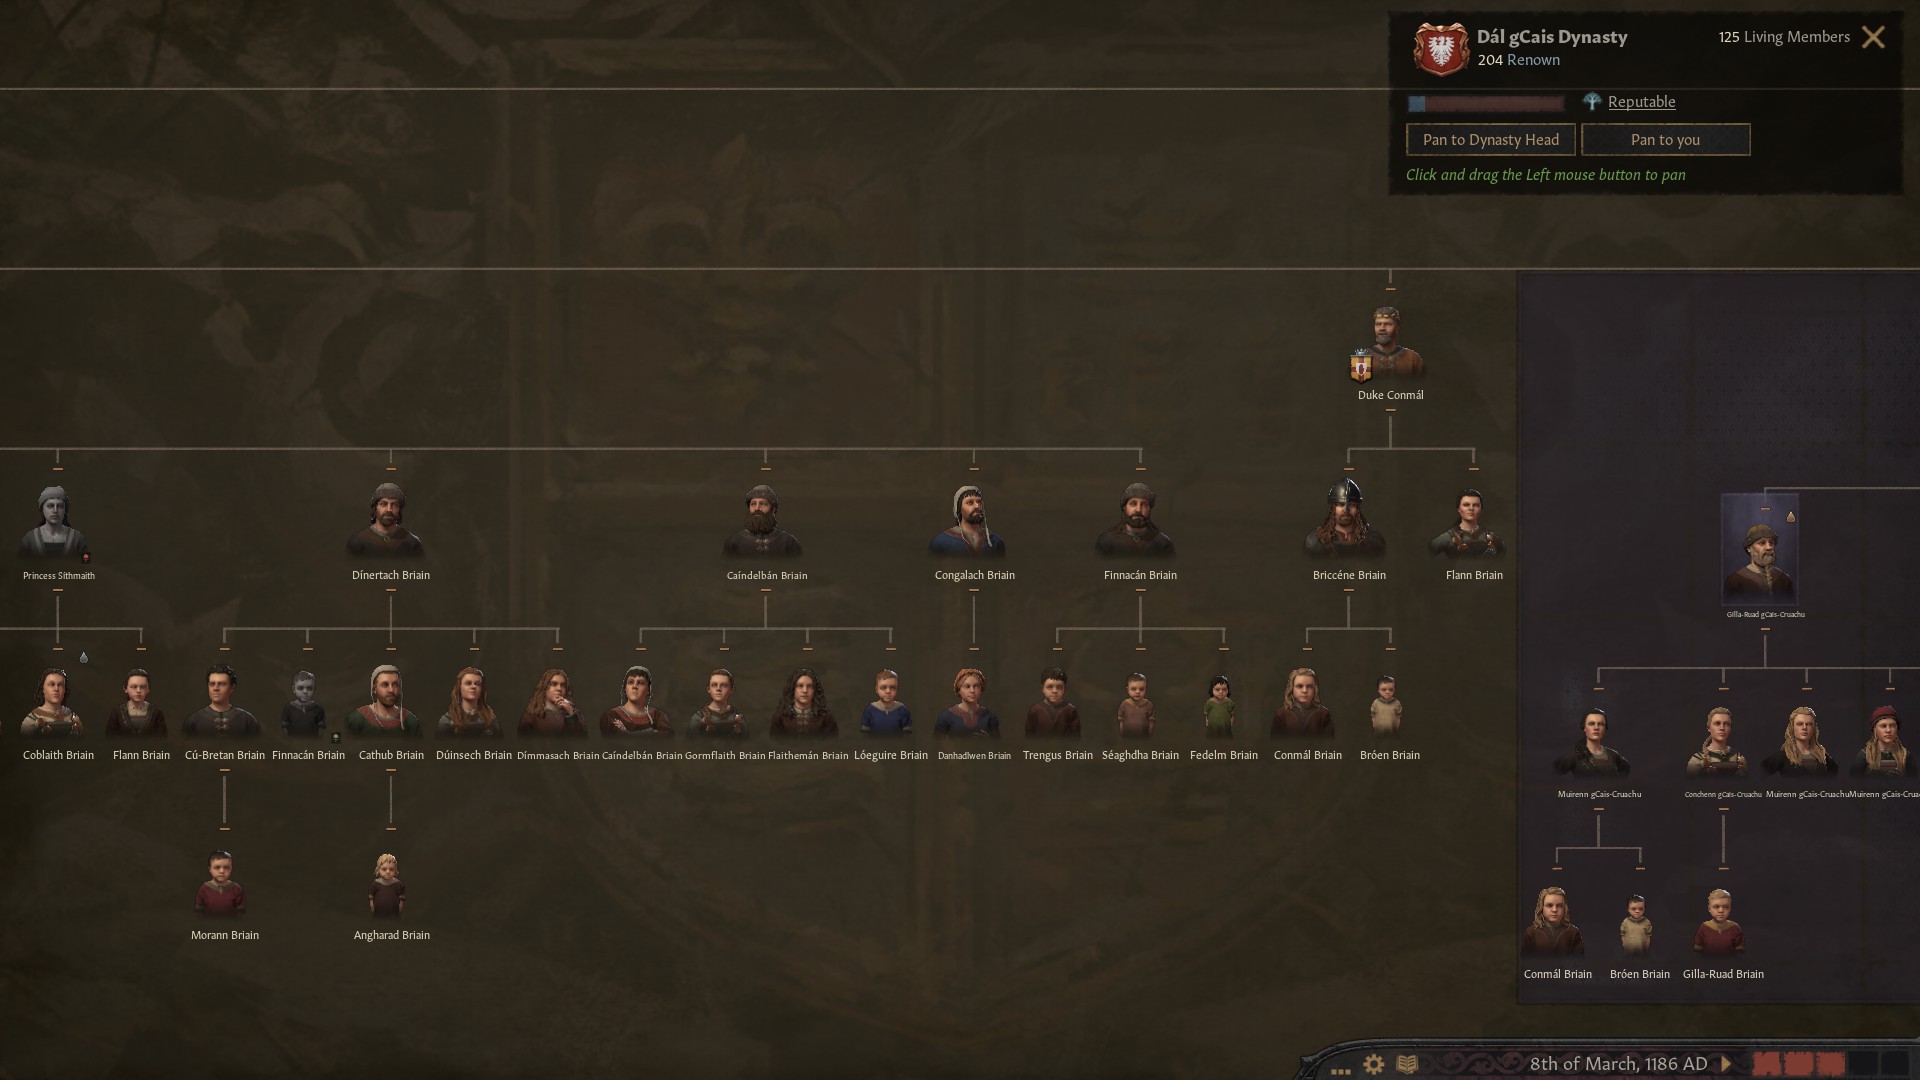 Dál gCais Dynasty
125 Living Members
204 Renown
Reputable
Pan to Dynasty Head
Pan to you
Click and drag the Left mouse button to pan
Duke Conmál
Princess Sithmaith
Dínertach Briain
Caíndelbán Briain
Congalach Briain
Finnacán Briain
Briccéne Briain
Flann Briain
Gilla-Ruad gCais-Cruachu
Coblaith Briain
Flann Briain
Cú-Bretan Briain
Finnacán Briain
Cathub Briain
Dúinsech Briain
Dímmasach Briain
Caíndelbán Briain
Gormflaith Briain
Flaithemán Briain
Lóeguire Briain
Danhadlwen Briain
Trengus Briain
Séaghdha Briain
Fedelm Briain
Conmál Briain
Bróen Briain
Muirenn gCais-Cruachu
Conchenn gCais-Cruachu
Muirenn gCais-Cruachu
Muirenn gCais-Crua
Morann Briain
Angharad Briain
Conmál Briain
Bróen Briain
Gilla-Ruad Briain
8th of March, 1186 AD